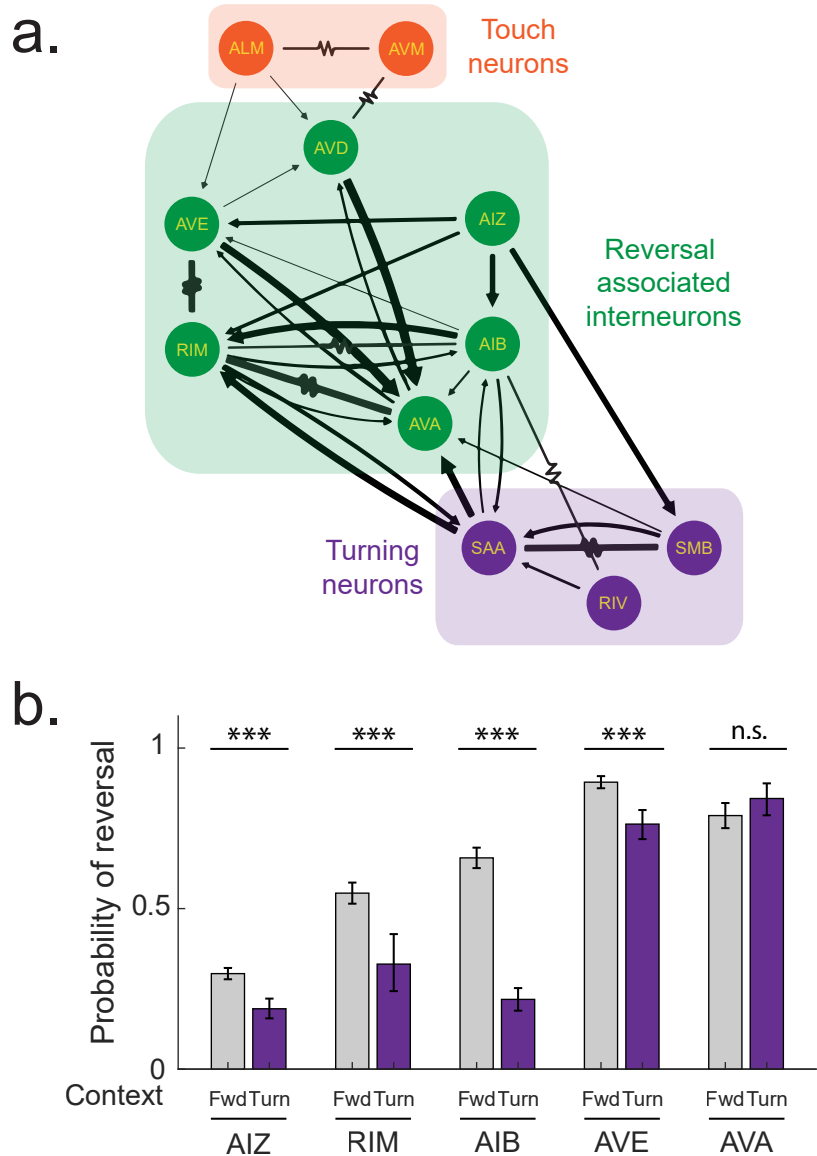 a.
ALM
AVM
Touch
neurons
AVD
AVE
AIZ
Reversal
associated
interneurons
RIM
AIB
AVA
Turning
neurons
SAA
SMB
RIV
b.
Probability of reversal
1
0.5
0
*** *** *** *** n.s.
Context
Fwd Turn Fwd Turn Fwd Turn Fwd Turn Fwd Turn
AIZ RIM AIB AVE AVA